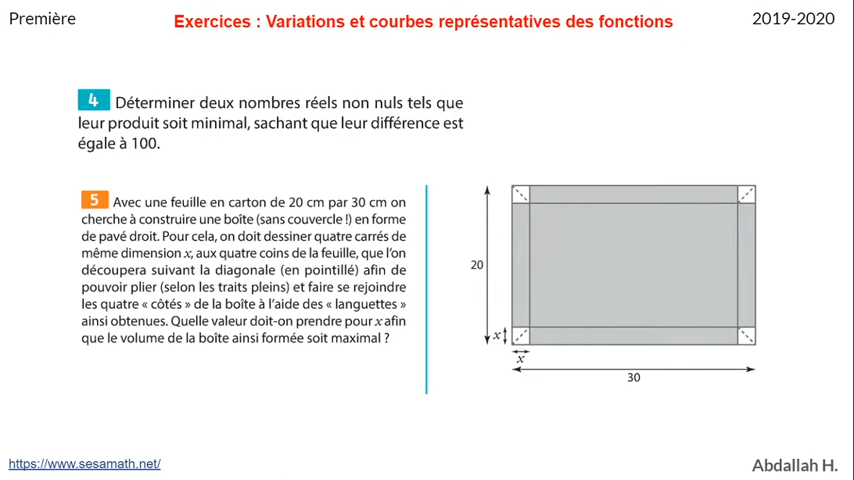 Première
Exercices : Variations et courbes représentatives des fonctions
2019-2020
4 Déterminer deux nombres réels non nuls tels que
leur produit soit minimal, sachant que leur différence est
égale à 100.
5 Avec une feuille en carton de 20 cm par 30 cm on
cherche à construire une boîte (sans couvercle !) en forme
de pavé droit. Pour cela, on doit dessiner quatre carrés de
même dimension x, aux quatre coins de la feuille, que l'on
découpera suivant la diagonale (en pointillé) afin de
pouvoir plier (selon les traits pleins) et faire se rejoindre
les quatre « côtés » de la boîte à l'aide des « languettes »
ainsi obtenues. Quelle valeur doit-on prendre pour x afin
que le volume de la boîte ainsi formée soit maximal ?
20
x
x
30
https://www.sesamath.net/
Abdallah H.